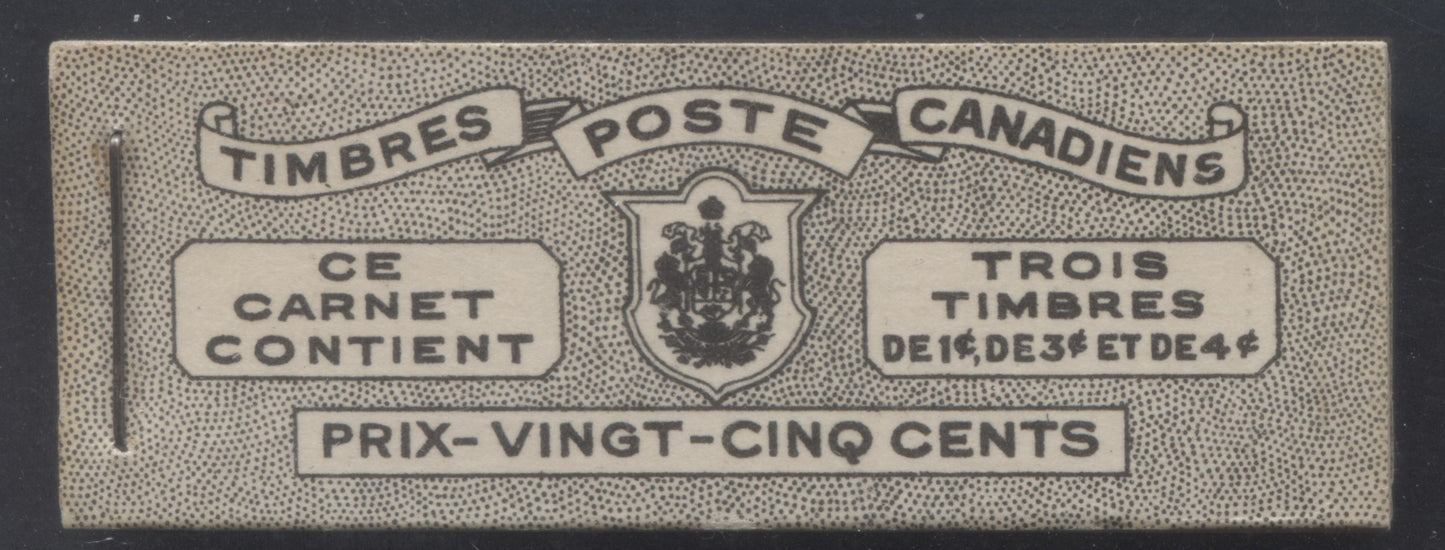 TIMBRES POSTE CANADIENS
CE
CARNET
CONTIENT
TROIS
TIMBRES
DE 1¢, DE 3¢ ET DE 4¢
PRIX-VINGT-CINQ CENTS